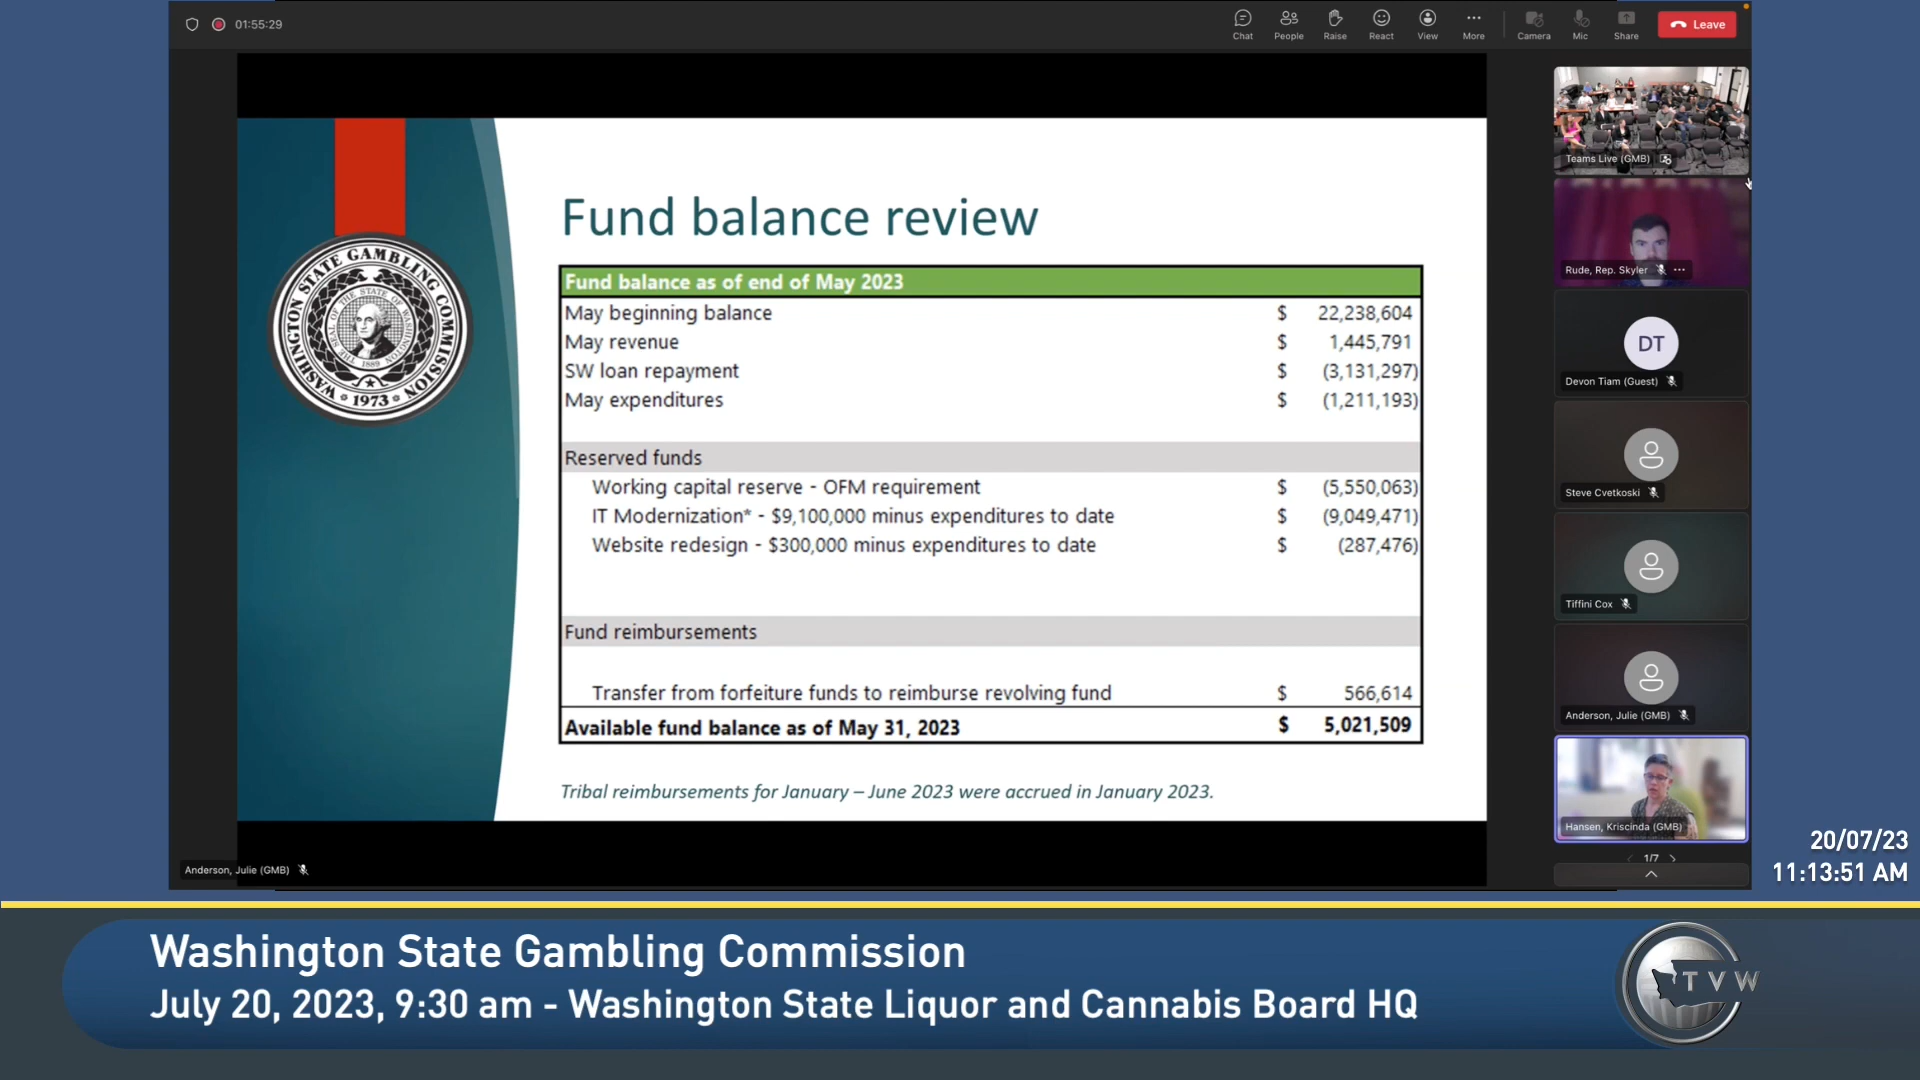 01:55:29
Chat People Raise React View More Camera Mic Share Leave
WASHINGTON STATE GAMBLING COMMISSION
THE SEAL OF THE STATE OF WASHINGTON
1889
1973
Fund balance review
Fund balance as of end of May 2023
May beginning balance $ 22,238,604
May revenue $ 1,445,791
SW loan repayment $ (3,131,297)
May expenditures $ (1,211,193)
Reserved funds
Working capital reserve - OFM requirement $ (5,550,063)
IT Modernization* - $9,100,000 minus expenditures to date $ (9,049,471)
Website redesign - $300,000 minus expenditures to date $ (287,476)
Fund reimbursements
Transfer from forfeiture funds to reimburse revolving fund $ 566,614
Available fund balance as of May 31, 2023 $ 5,021,509
Tribal reimbursements for January – June 2023 were accrued in January 2023.
Anderson, Julie (GMB)
Teams Live (GMB)
Rude, Rep. Skyler
DT
Devon Tiam (Guest)
Steve Cvetkoski
Tiffini Cox
Anderson, Julie (GMB)
Hansen, Kriscinda (GMB)
1/7
20/07/23
11:13:51 AM
Washington State Gambling Commission
July 20, 2023, 9:30 am - Washington State Liquor and Cannabis Board HQ
TVW